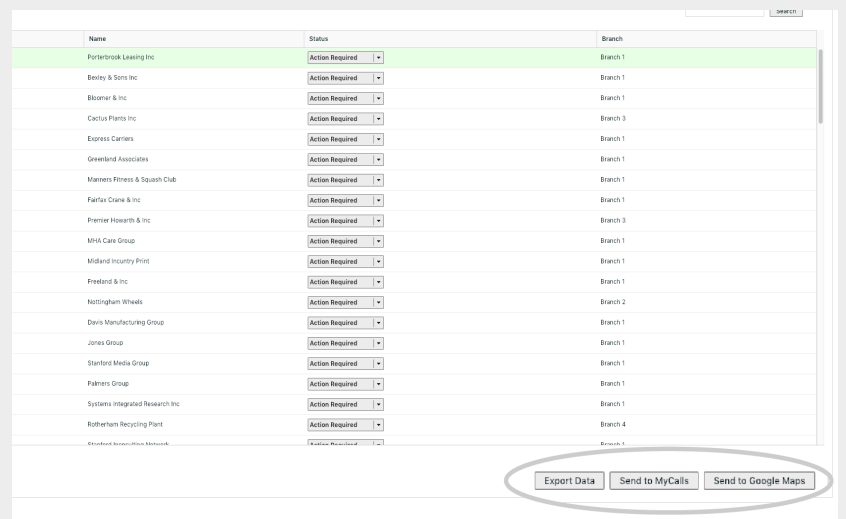 Search
Name Status Branch
Porterbrook Leasing Inc Action Required Branch 1
Bexley & Sons Inc Action Required Branch 1
Bloomer & Inc Action Required Branch 1
Cactus Plants Inc Action Required Branch 3
Express Carriers Action Required Branch 1
Greenland Associates Action Required Branch 1
Manners Fitness & Squash Club Action Required Branch 1
Fairfax Crane & Inc Action Required Branch 1
Premier Howarth & Inc Action Required Branch 3
MHA Care Group Action Required Branch 1
Midland Incuntry Print Action Required Branch 1
Freeland & Inc Action Required Branch 1
Nottingham Wheels Action Required Branch 2
Davis Manufacturing Group Action Required Branch 1
Jones Group Action Required Branch 1
Stanford Media Group Action Required Branch 1
Palmers Group Action Required Branch 1
Systems Integrated Research Inc Action Required Branch 1
Rotherham Recycling Plant Action Required Branch 4
Stanford Network Action Required Branch 1
Export Data Send to MyCalls Send to Google Maps